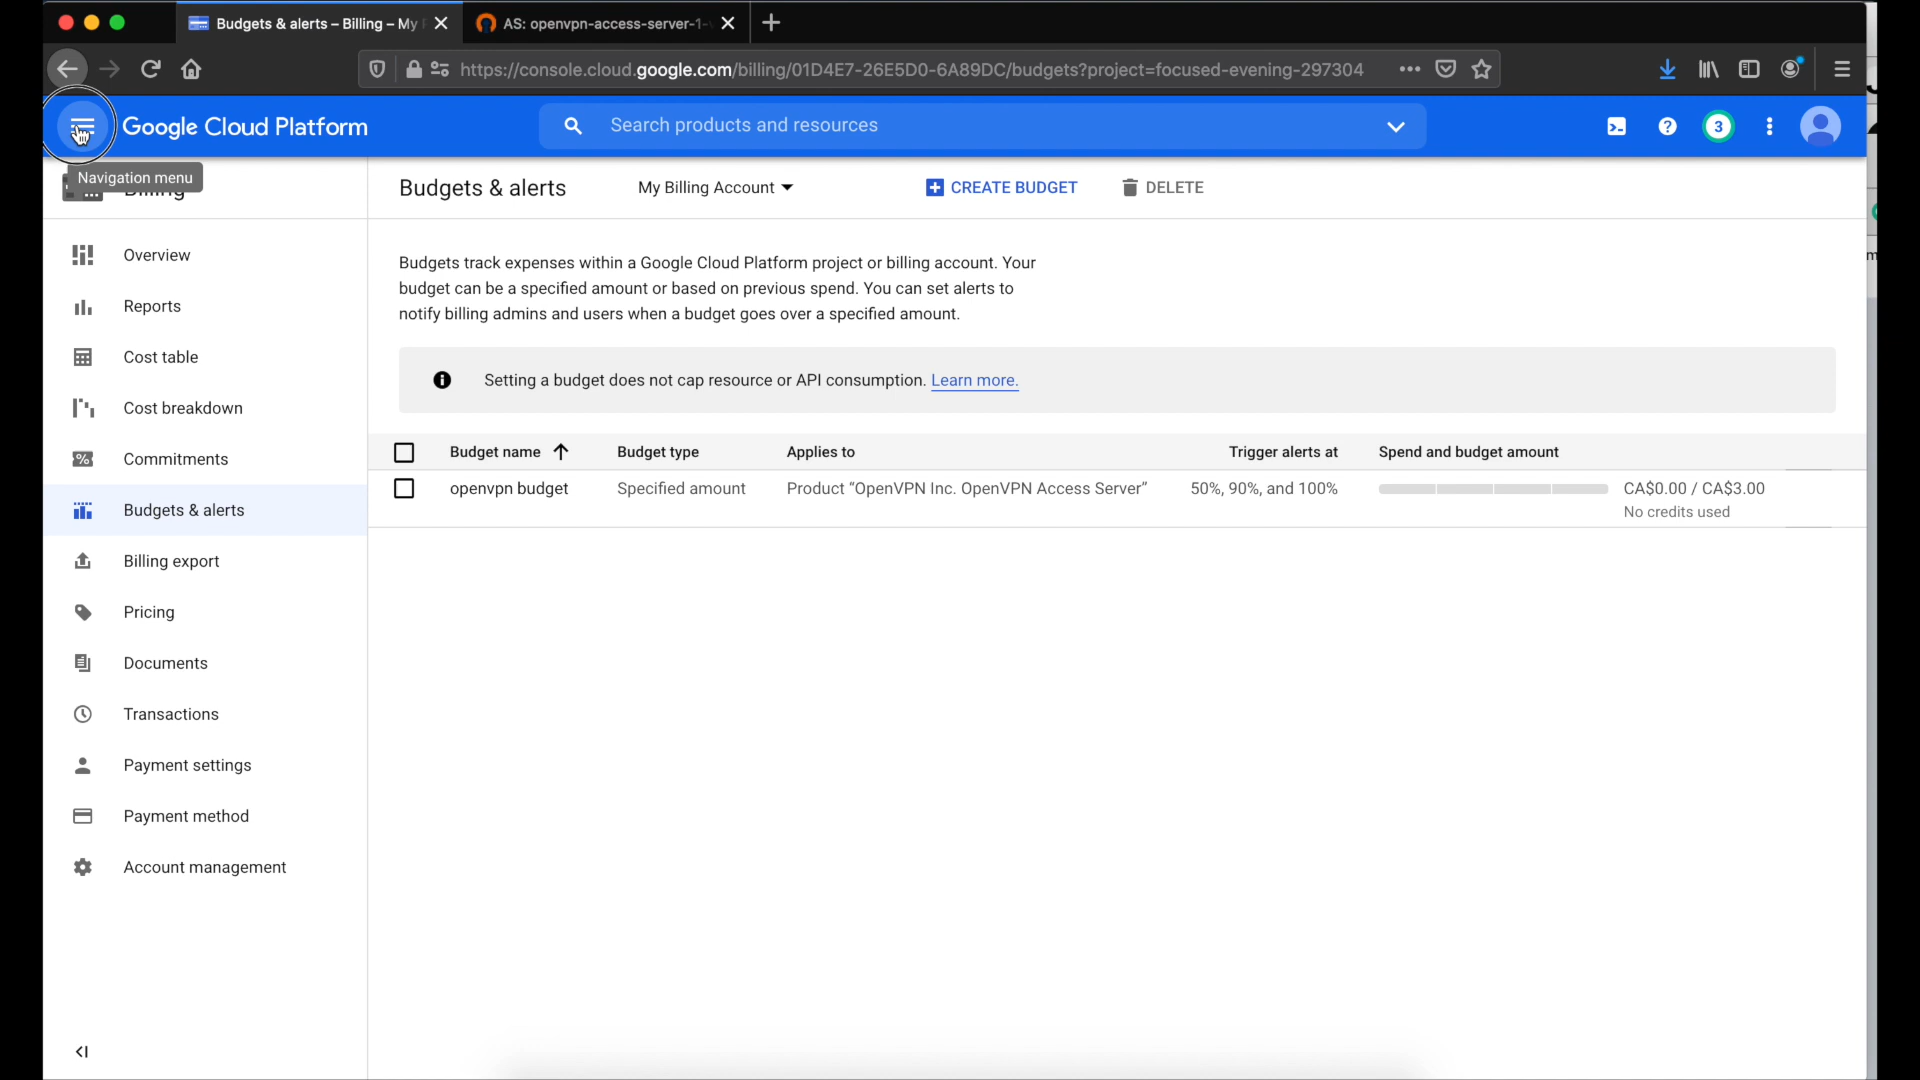 Budgets & alerts – Billing – My
AS: openvpn-access-server-1-
https://console.cloud.google.com/billing/01D4E7-26E5D0-6A89DC/budgets?project=focused-evening-297304
Google Cloud Platform
Search products and resources
3
Navigation menu
Billing
Budgets & alerts
My Billing Account
CREATE BUDGET
DELETE
Overview
Reports
Cost table
Cost breakdown
Commitments
Budgets & alerts
Billing export
Pricing
Documents
Transactions
Payment settings
Payment method
Account management
Budgets track expenses within a Google Cloud Platform project or billing account. Your
budget can be a specified amount or based on previous spend. You can set alerts to
notify billing admins and users when a budget goes over a specified amount.
Setting a budget does not cap resource or API consumption. Learn more.
Budget name Budget type Applies to Trigger alerts at Spend and budget amount
openvpn budget Specified amount Product “OpenVPN Inc. OpenVPN Access Server” 50%, 90%, and 100% CA$0.00 / CA$3.00
No credits used